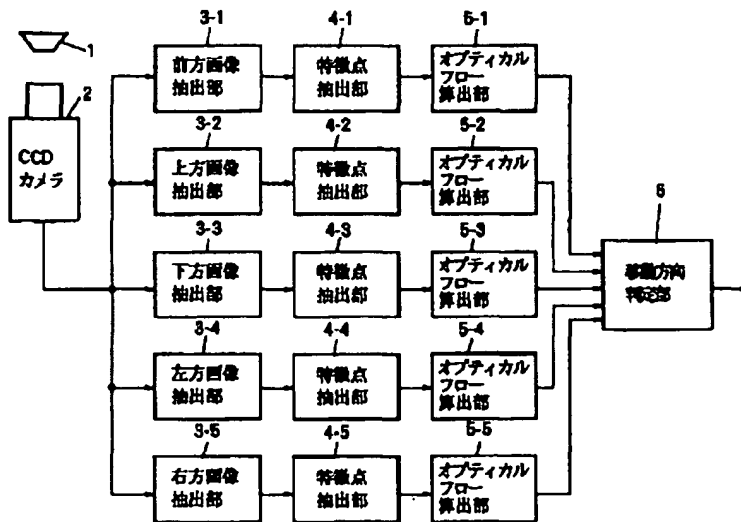 3-1
4-1
5-1
1
前方画像
抽出部
特徴点
抽出部
オプティカル
フロー
算出部
2
CCD
カメラ
3-2
4-2
5-2
上方画像
抽出部
特徴点
抽出部
オプティカル
フロー
算出部
3-3
4-3
5-3
6
下方画像
抽出部
特徴点
抽出部
オプティカル
フロー
算出部
移動方向
判定部
3-4
4-4
5-4
左方画像
抽出部
特徴点
抽出部
オプティカル
フロー
算出部
3-5
4-5
5-5
右方画像
抽出部
特徴点
抽出部
オプティカル
フロー
算出部